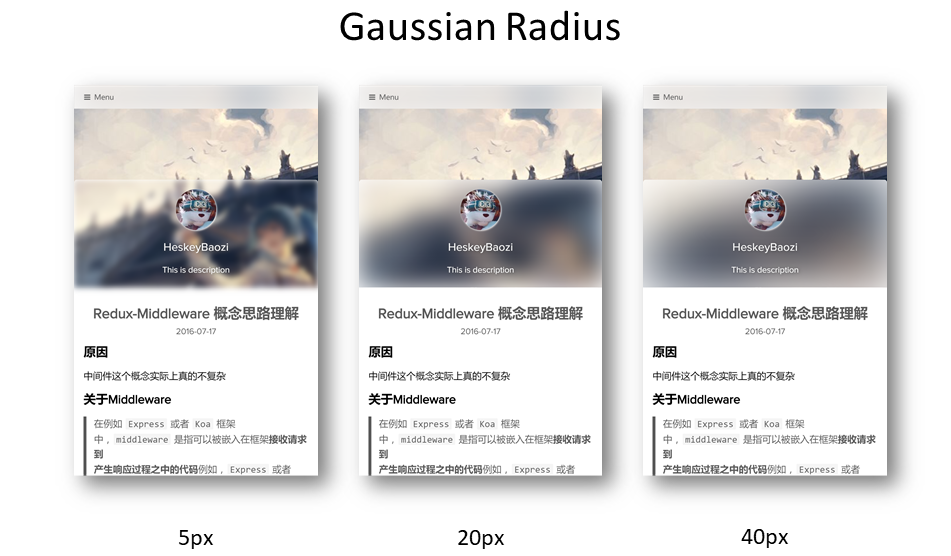 Gaussian Radius
≡ Menu
HeskeyBaozi
This is description
Redux-Middleware 概念思路理解
2016-07-17
原因
中间件这个概念实际上真的不复杂
关于Middleware
在例如 Express 或者 Koa 框架
中， middleware 是指可以被嵌入在框架接收请求
到
产生响应过程之中的代码例如， Express 或者
5px
≡ Menu
HeskeyBaozi
This is description
Redux-Middleware 概念思路理解
2016-07-17
原因
中间件这个概念实际上真的不复杂
关于Middleware
在例如 Express 或者 Koa 框架
中， middleware 是指可以被嵌入在框架接收请求
到
产生响应过程之中的代码例如， Express 或者
20px
≡ Menu
HeskeyBaozi
This is description
Redux-Middleware 概念思路理解
2016-07-17
原因
中间件这个概念实际上真的不复杂
关于Middleware
在例如 Express 或者 Koa 框架
中， middleware 是指可以被嵌入在框架接收请求
到
产生响应过程之中的代码例如， Express 或者
40px